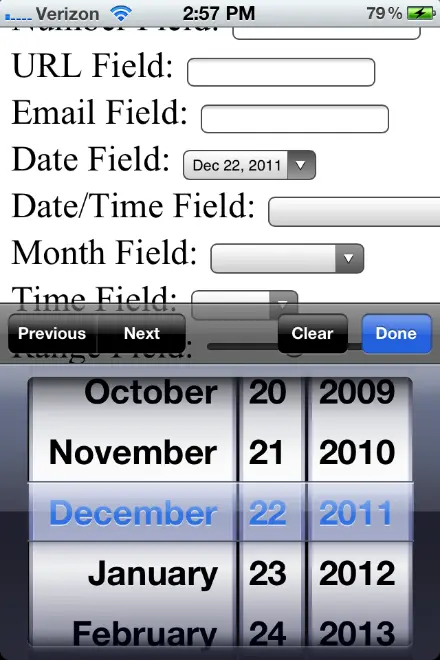 Verizon 2:57 PM 79%
Number Field:
URL Field:
Email Field:
Date Field: Dec 22, 2011
Date/Time Field:
Month Field:
Time Field:
Previous Next Clear Done
Range Field:
October 20 2009
November 21 2010
December 22 2011
January 23 2012
February 24 2013